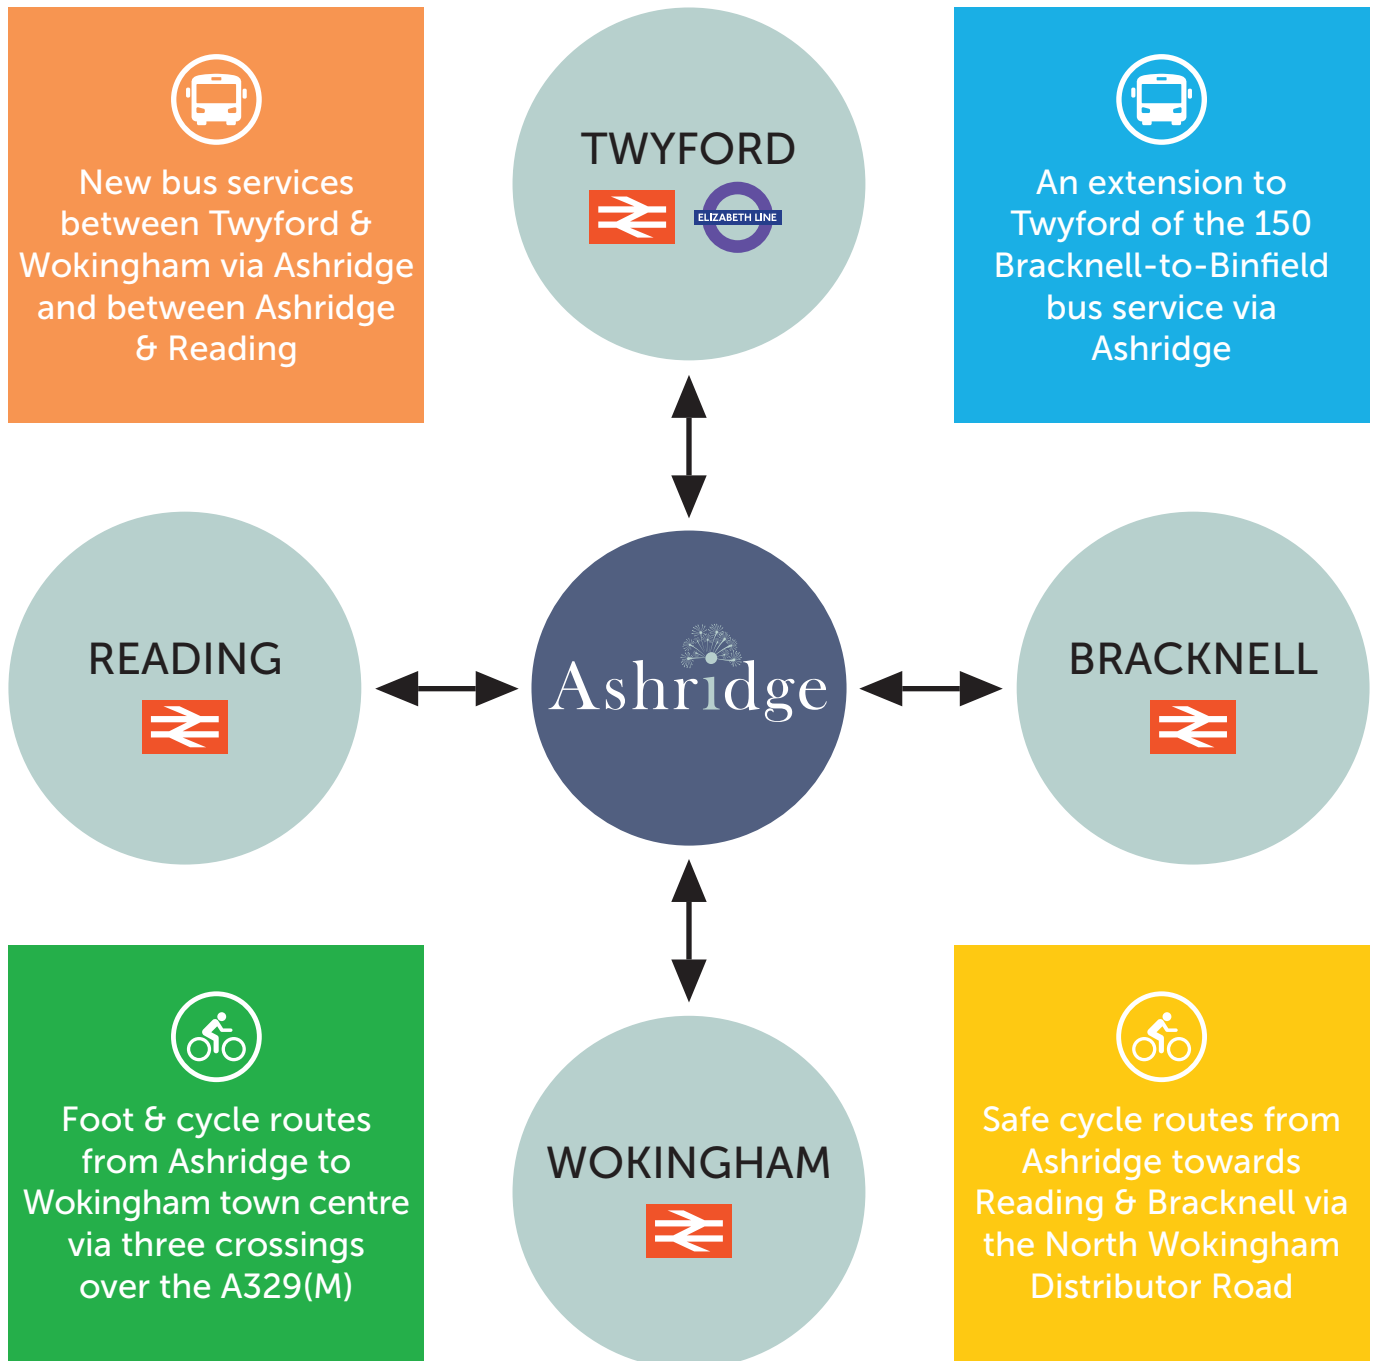 New bus services
between Twyford &
Wokingham via Ashridge
and between Ashridge
& Reading
TWYFORD
ELIZABETH LINE
An extension to
Twyford of the 150
Bracknell-to-Binfield
bus service via
Ashridge
READING
Ashridge
BRACKNELL
Foot & cycle routes
from Ashridge to
Wokingham town centre
via three crossings
over the A329(M)
WOKINGHAM
Safe cycle routes from
Ashridge towards
Reading & Bracknell via
the North Wokingham
Distributor Road